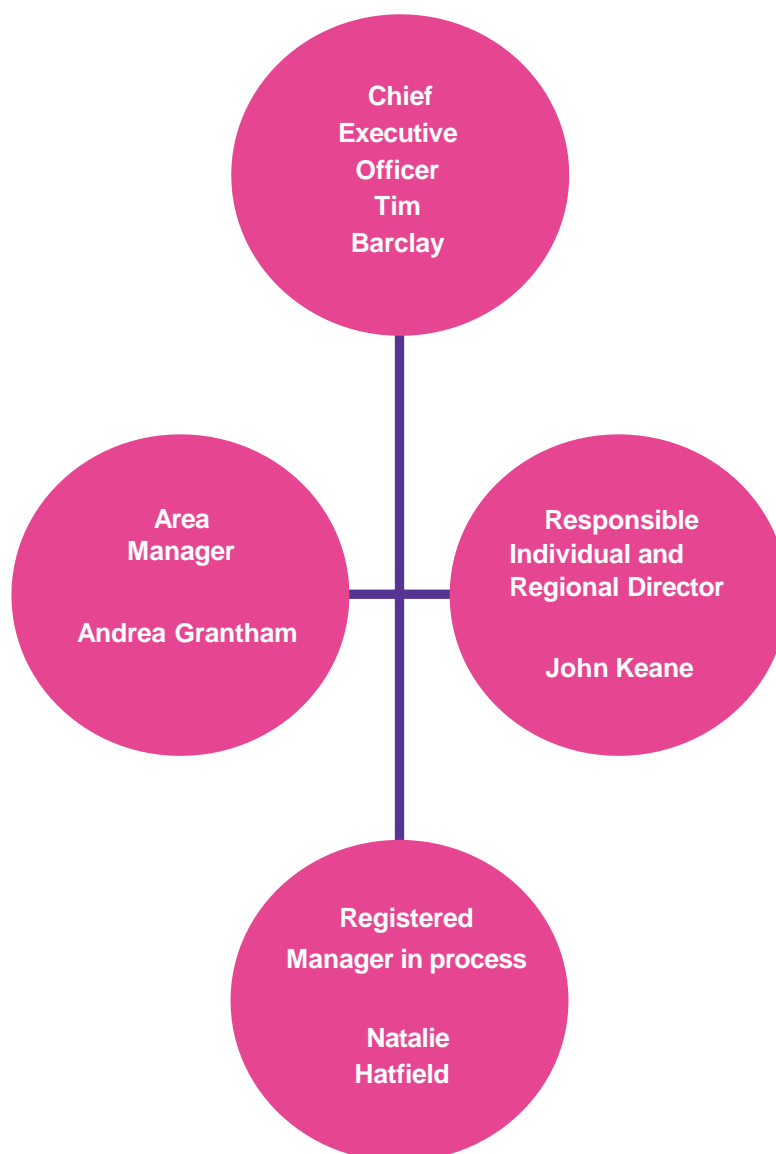 Chief
Executive
Officer
Tim
Barclay
Area
Manager
Andrea Grantham
Responsible
Individual and
Regional Director
John Keane
Registered
Manager in process
Natalie
Hatfield